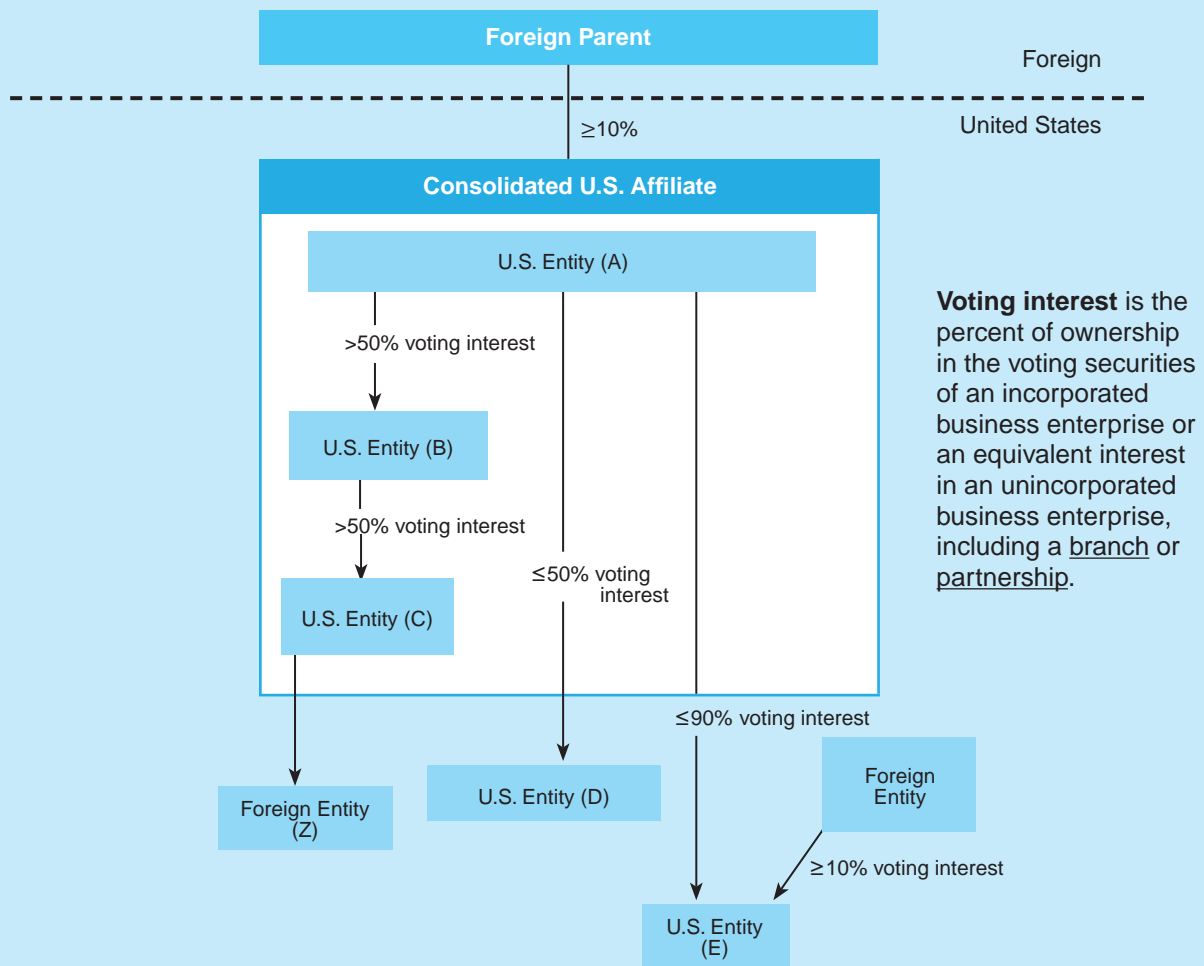 Foreign Parent
Foreign
United States
≥10%
Consolidated U.S. Affiliate
U.S. Entity (A)
>50% voting interest
U.S. Entity (B)
>50% voting interest
≤50% voting
interest
U.S. Entity (C)
≤90% voting interest
Foreign Entity
(Z)
U.S. Entity (D)
Foreign
Entity
≥10% voting interest
U.S. Entity
(E)
Voting interest is the
percent of ownership
in the voting securities
of an incorporated
business enterprise or
an equivalent interest
in an unincorporated
business enterprise,
including a branch or
partnership.